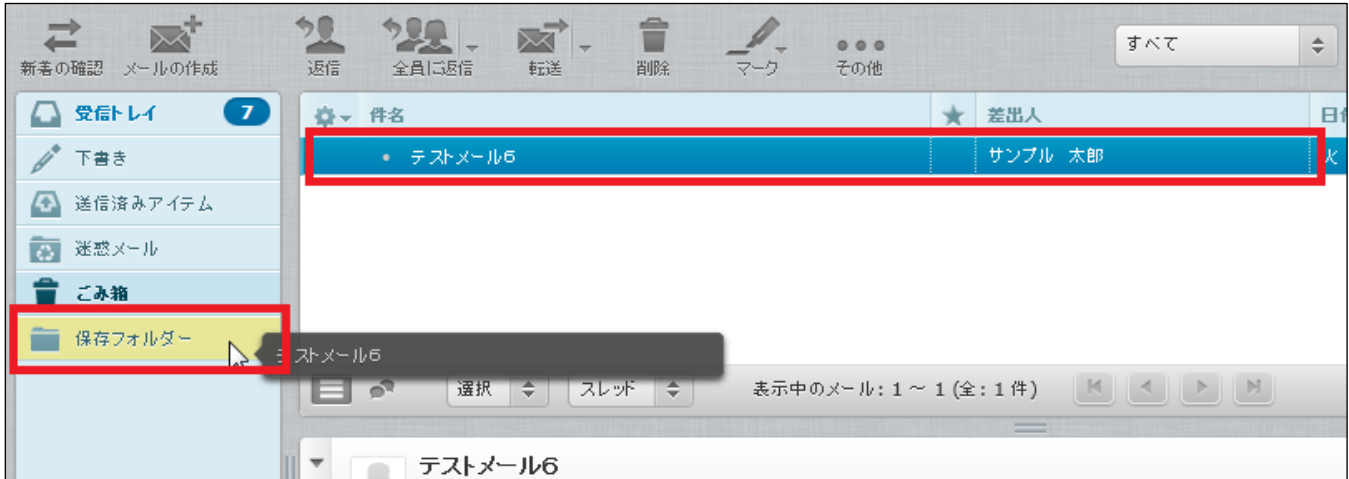 新着の確認 メールの作成 返信 全員に返信 転送 削除 マーク その他 すべて
受信トレイ 7
下書き
送信済みアイテム
迷惑メール
ごみ箱
保存フォルダー
件名 差出人
テストメール6 サンプル 太郎 火
テストメール6
選択 スレッド 表示中のメール: 1 ~ 1 (全: 1 件)
テストメール6